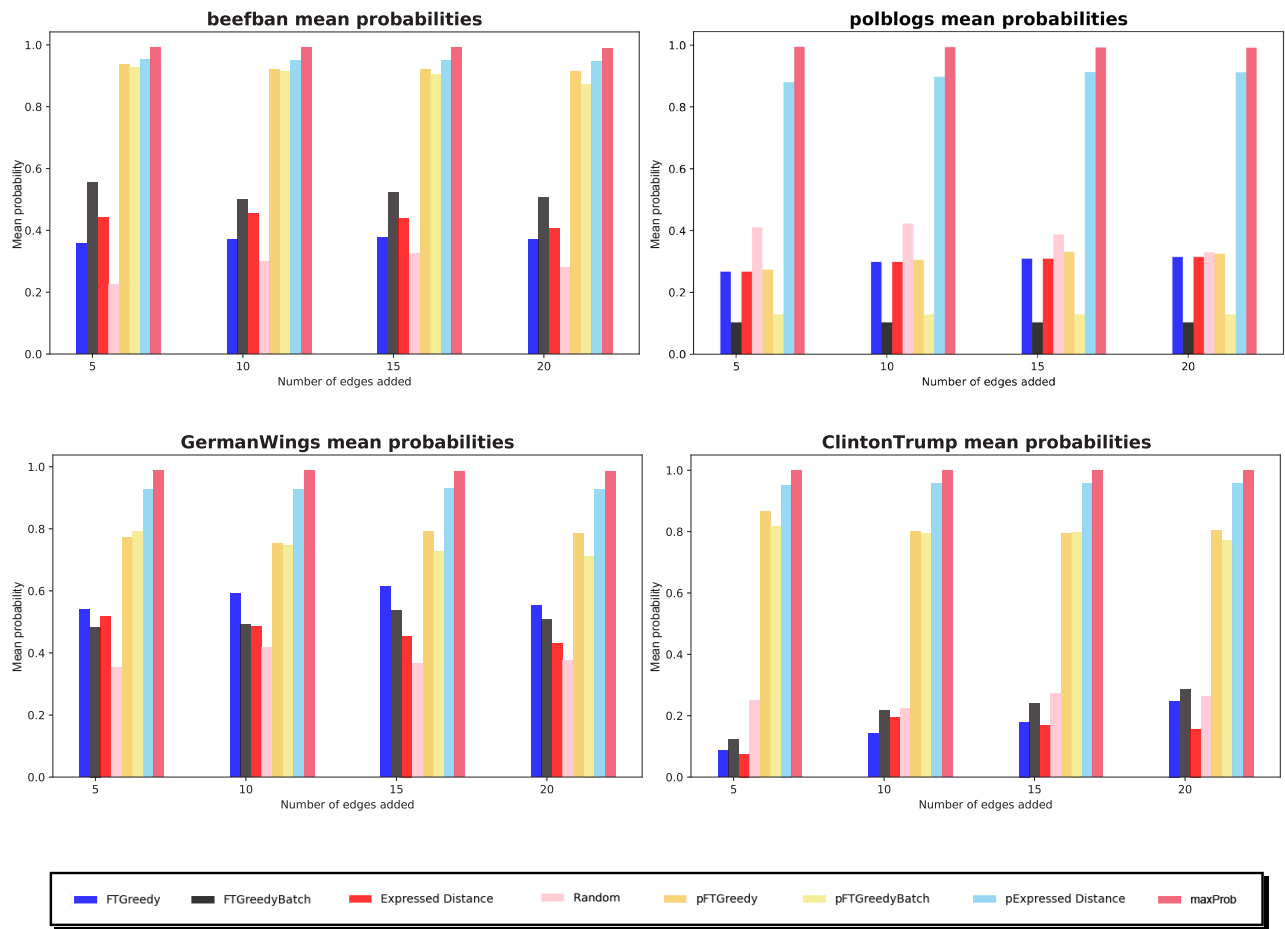 beefban mean probabilities
Mean probability
1.0
0.8
0.6
0.4
0.2
0.0
5 10 15 20
Number of edges added
polblogs mean probabilities
Mean probability
1.0
0.8
0.6
0.4
0.2
0.0
5 10 15 20
Number of edges added
GermanWings mean probabilities
Mean probability
1.0
0.8
0.6
0.4
0.2
0.0
5 10 15 20
Number of edges added
ClintonTrump mean probabilities
Mean probability
1.0
0.8
0.6
0.4
0.2
0.0
5 10 15 20
Number of edges added
FTGreedy FTGreedyBatch Expressed Distance Random pFTGreedy pFTGreedyBatch pExpressed Distance maxProb